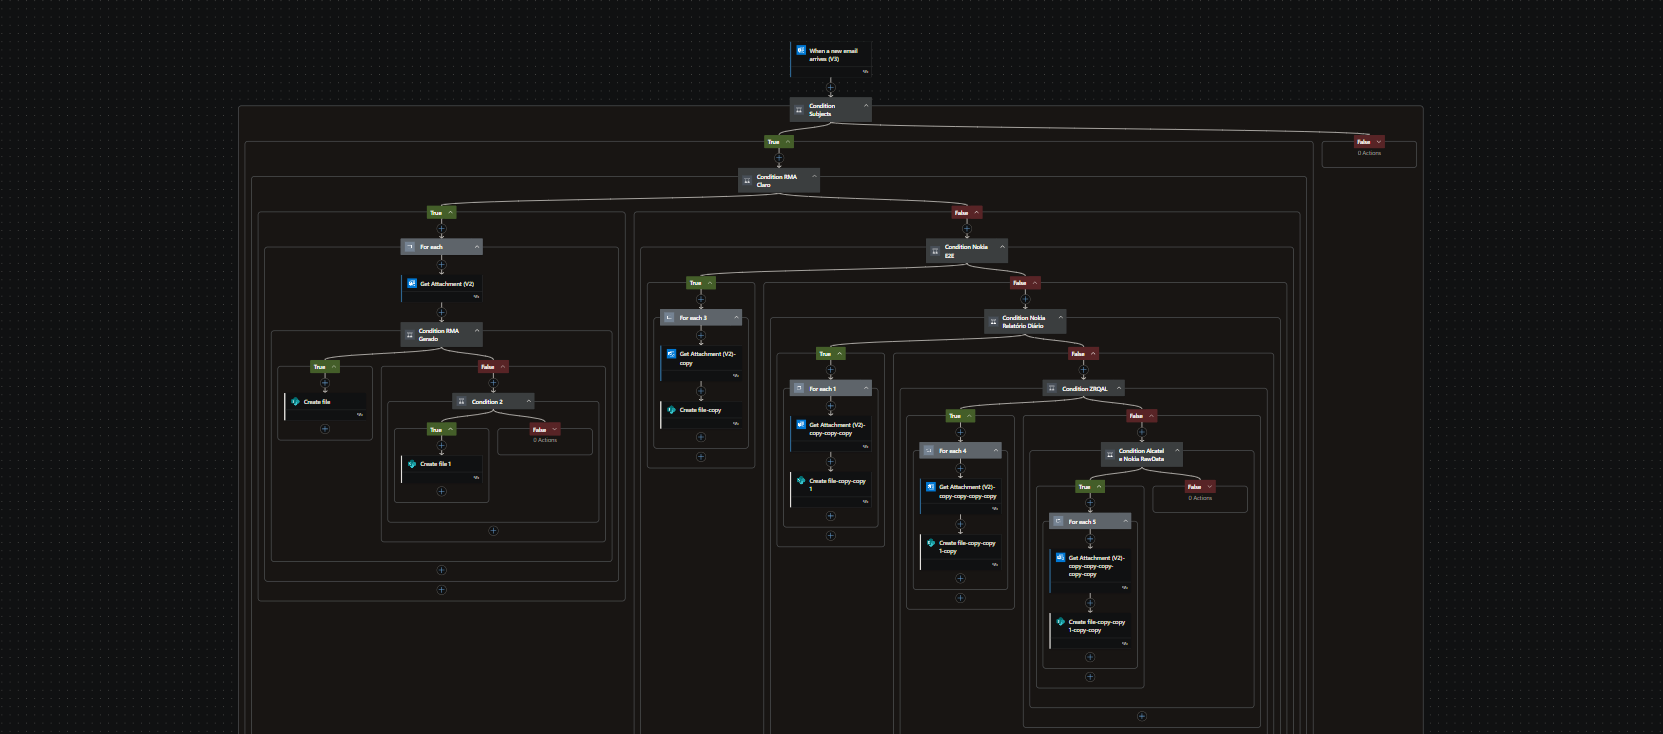 When a new email
arrives (V3)
Condition
Subjects
True
False
0 Actions
Condition RMA
Claro
True
False
For each
Get Attachment (V2)
Condition RMA
Gerado
True
False
Create file
Condition 2
True
False
0 Actions
Create file 1
Condition Nokia
E2E
True
False
For each 3
Get Attachment (V2)-
copy
Create file-copy
Condition Nokia
Relatório Diário
True
False
For each 1
Get Attachment (V2)-
copy-copy-copy
Create file-copy-copy
1
Condition ZRQAL
True
False
For each 4
Get Attachment (V2)-
copy-copy-copy-copy
Create file-copy-copy
1-copy
Condition Alcatel
e Nokia RawData
True
False
0 Actions
For each 5
Get Attachment (V2)-
copy-copy-copy-
copy-copy
Create file-copy-copy
1-copy-copy